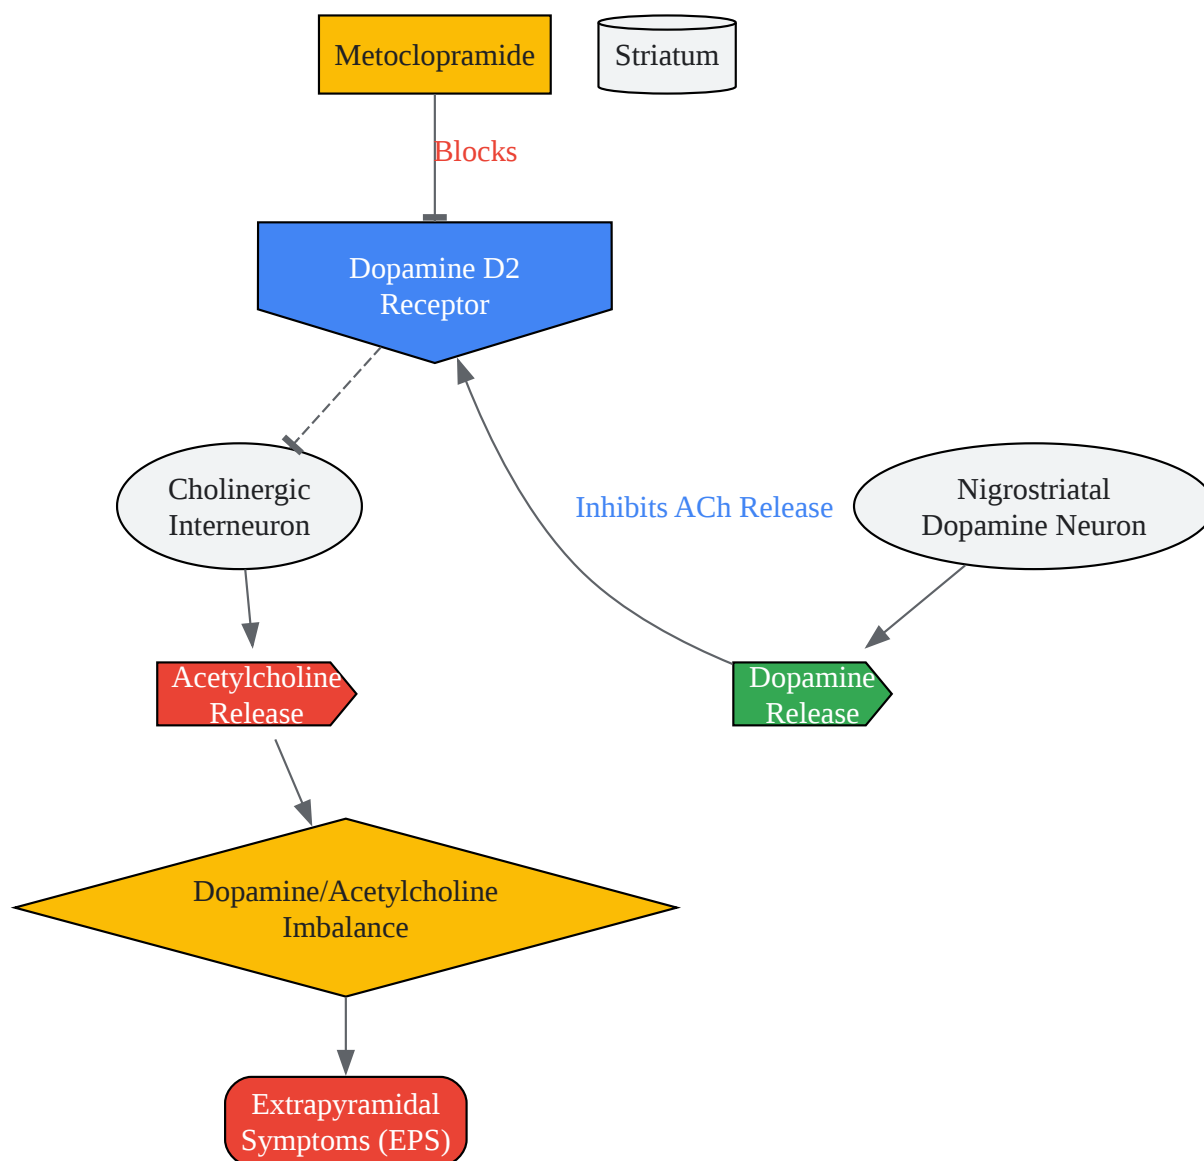 Metoclopramide
Striatum
Blocks
Dopamine D2
Receptor
Cholinergic
Interneuron
Inhibits ACh Release
Nigrostriatal
Dopamine Neuron
Acetylcholine
Release
Dopamine
Release
Dopamine/Acetylcholine
Imbalance
Extrapyramidal
Symptoms (EPS)